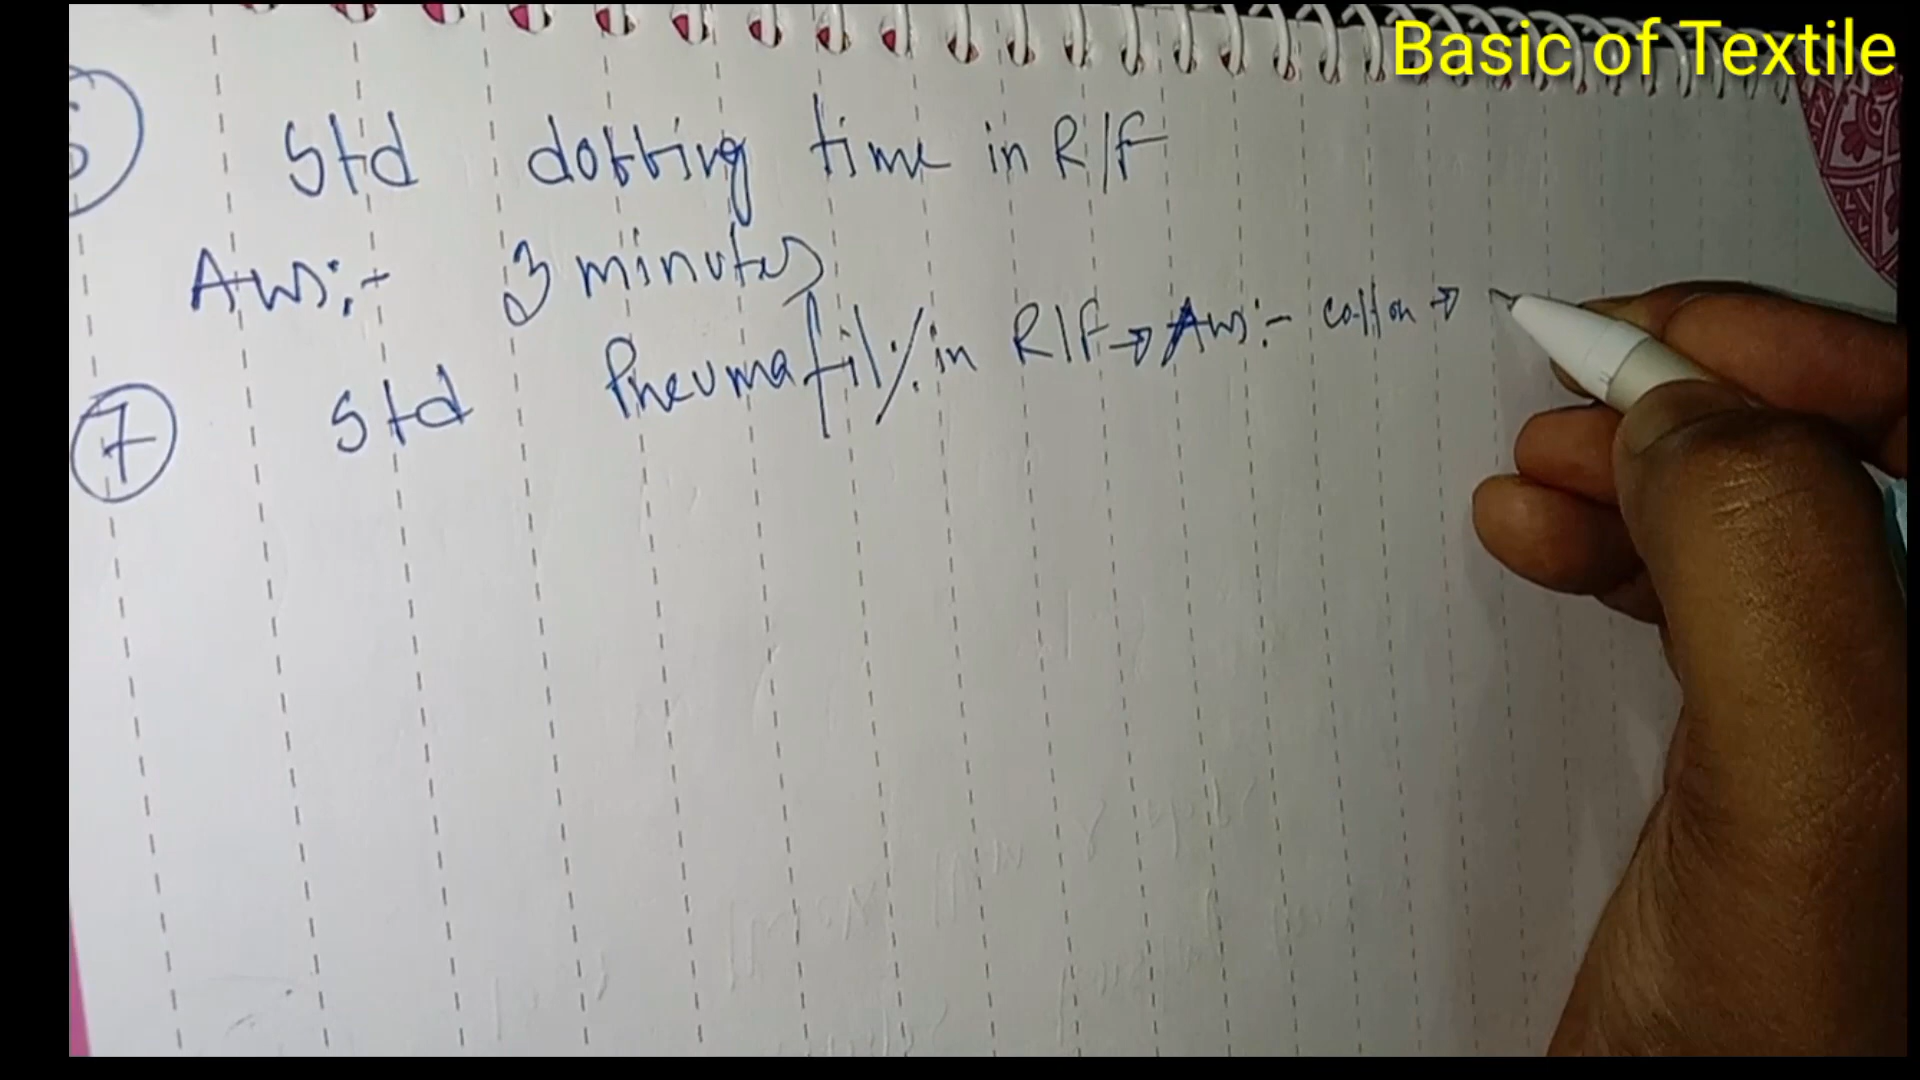 Basic of Textile
6 Std doffing time in R/F
Ans:- 3 minutes
7 Std Pneumafil % in R/F → Ans:- cotton →